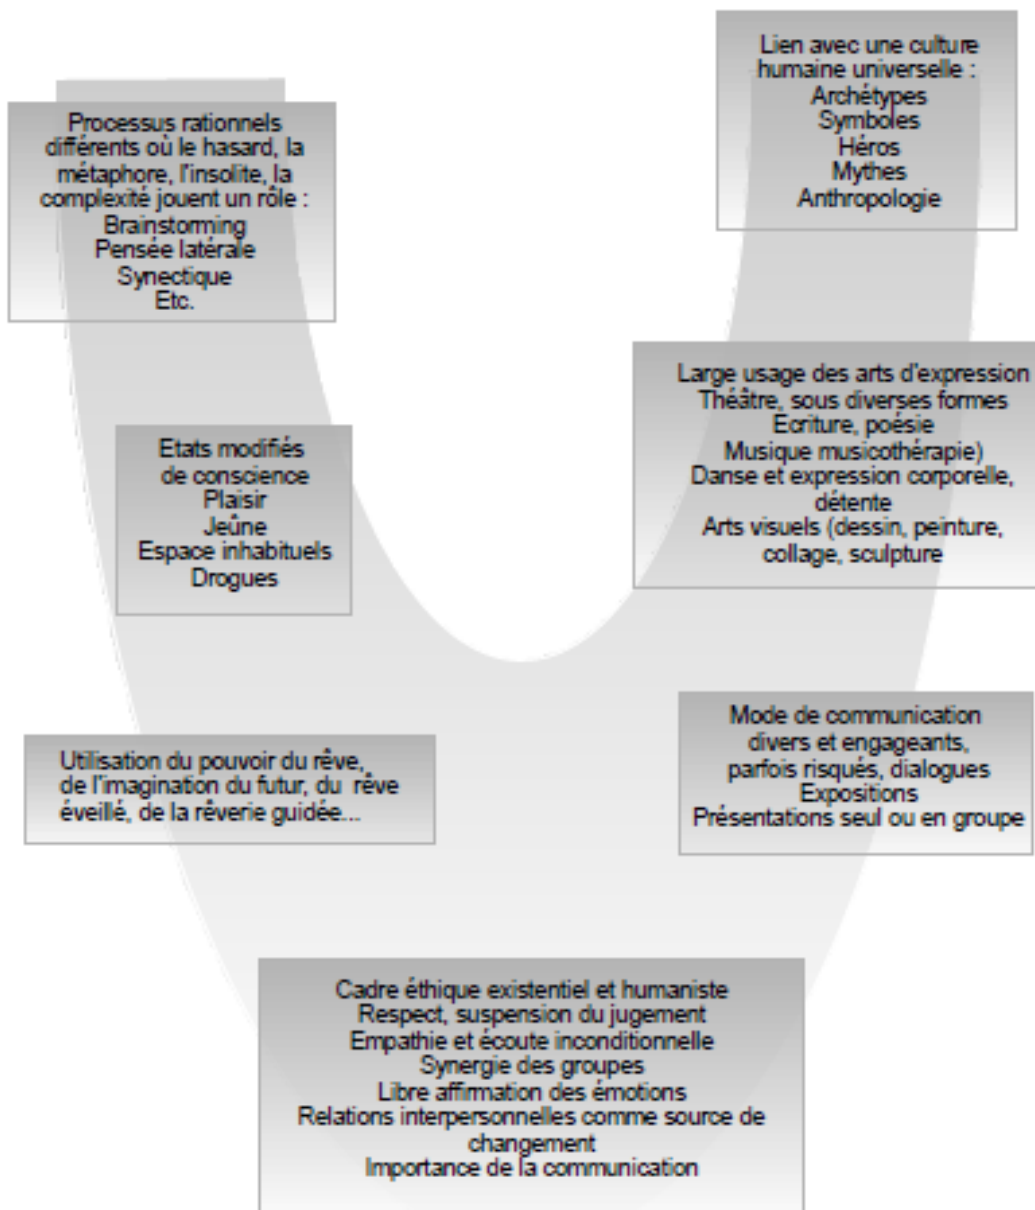 Lien avec une culture
humaine universelle :
Archétypes
Symboles
Héros
Mythes
Anthropologie
Processus rationnels
différents où le hasard, la
métaphore, l'insolite, la
complexité jouent un rôle :
Brainstorming
Pensée latérale
Synectique
Etc.
Large usage des arts d'expression
Théâtre, sous diverses formes
Ecriture, poésie
Musique musicothérapie)
Danse et expression corporelle,
détente
Arts visuels (dessin, peinture,
collage, sculpture
Etats modifiés
de conscience
Plaisir
Jeûne
Espace inhabituels
Drogues
Mode de communication
divers et engageants,
parfois risqués, dialogues
Expositions
Présentations seul ou en groupe
Utilisation du pouvoir du rêve,
de l'imagination du futur, du rêve
éveillé, de la rêverie guidée...
Cadre éthique existentiel et humaniste
Respect, suspension du jugement
Empathie et écoute inconditionnelle
Synergie des groupes
Libre affirmation des émotions
Relations interpersonnelles comme source de
changement
Importance de la communication